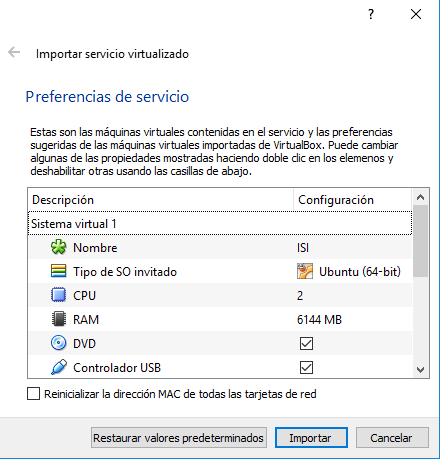 ?
Importar servicio virtualizado
Preferencias de servicio
Estas son las máquinas virtuales contenidas en el servicio y las preferencias
sugeridas de las máquinas virtuales importadas de VirtualBox. Puede cambiar
algunas de las propiedades mostradas haciendo doble clic en los elemenos y
deshabilitar otras usando las casillas de abajo.
Descripción Configuración
Sistema virtual 1
Nombre ISI
Tipo de SO invitado Ubuntu (64-bit)
CPU 2
RAM 6144 MB
DVD
Controlador USB
Reinicializar la dirección MAC de todas las tarjetas de red
Restaurar valores predeterminados Importar Cancelar